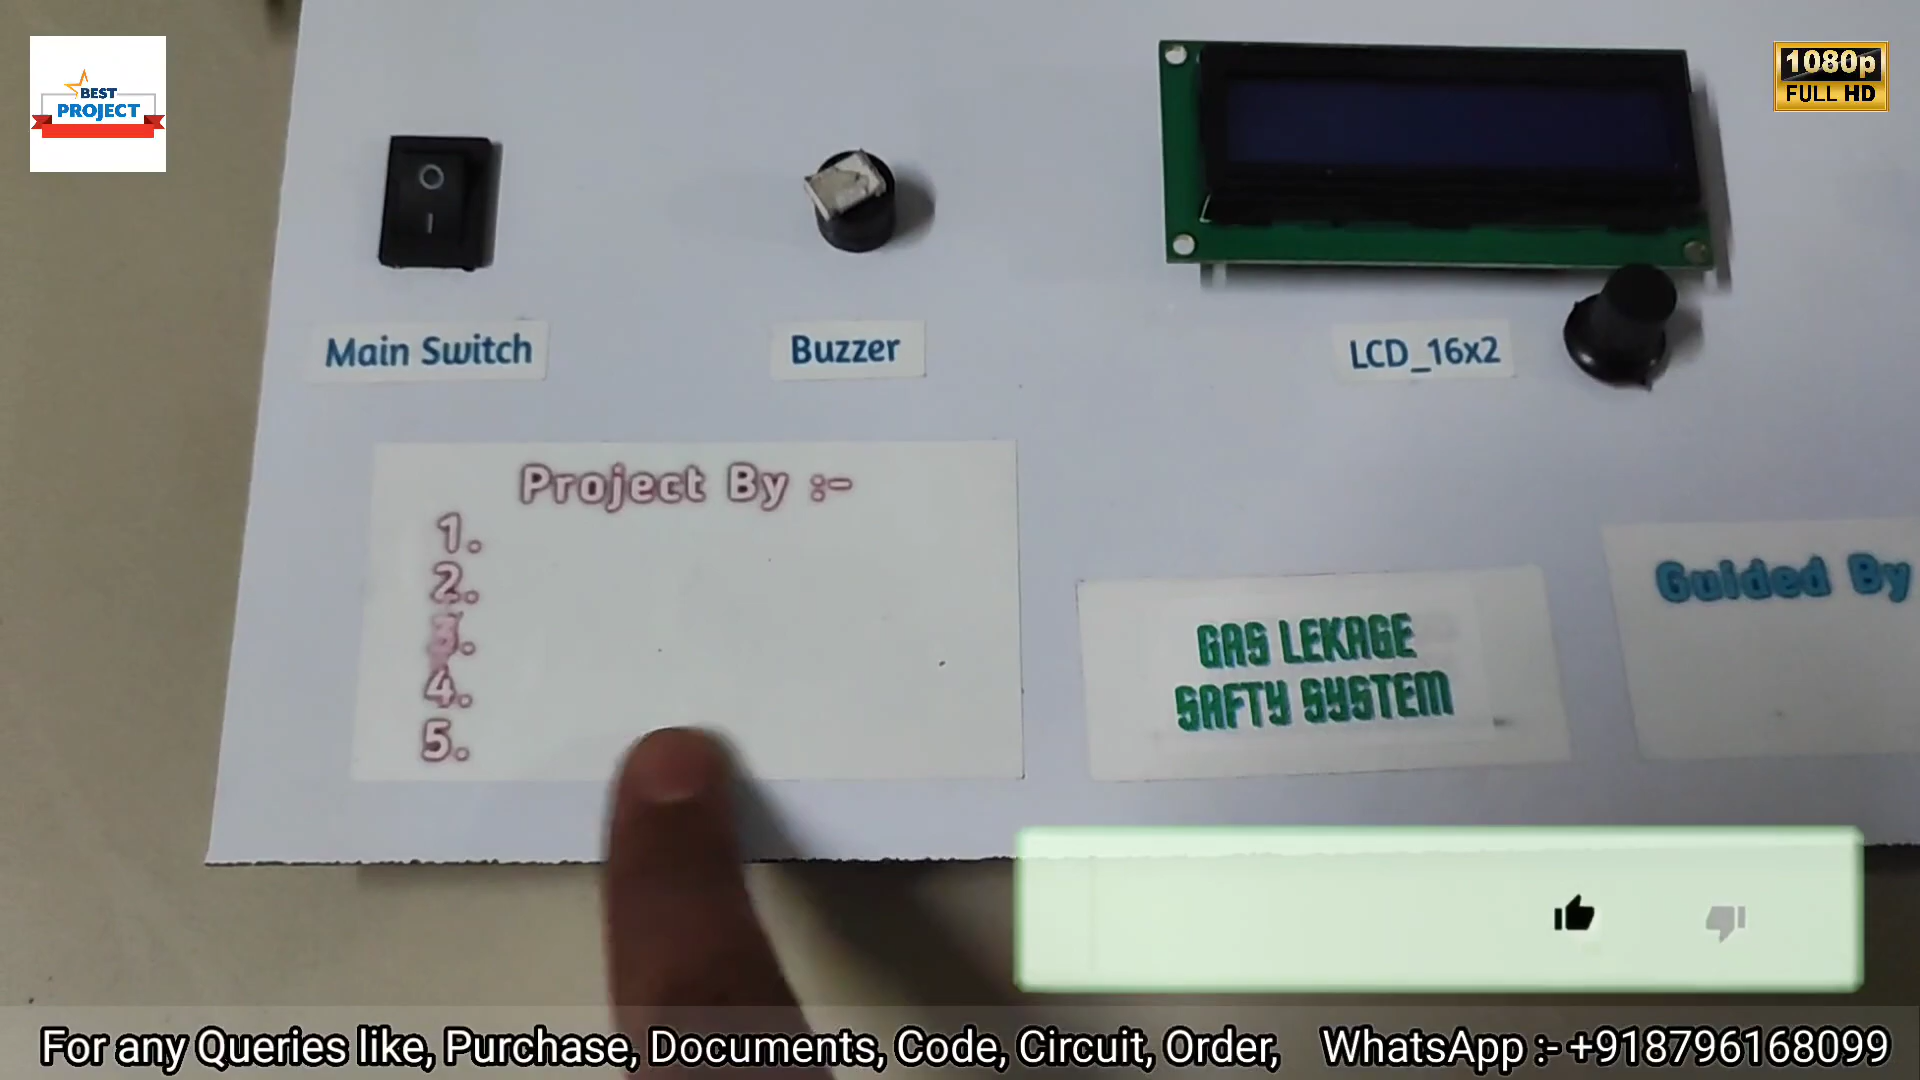 BEST
PROJECT
1080p
FULL HD
Main Switch
Buzzer
LCD_16x2
Project By :-
1.
2.
3.
4.
5.
GAS LEKAGE
SAFTY SYSTEM
Guided By
For any Queries like, Purchase, Documents, Code, Circuit, Order, WhatsApp :- +918796168099